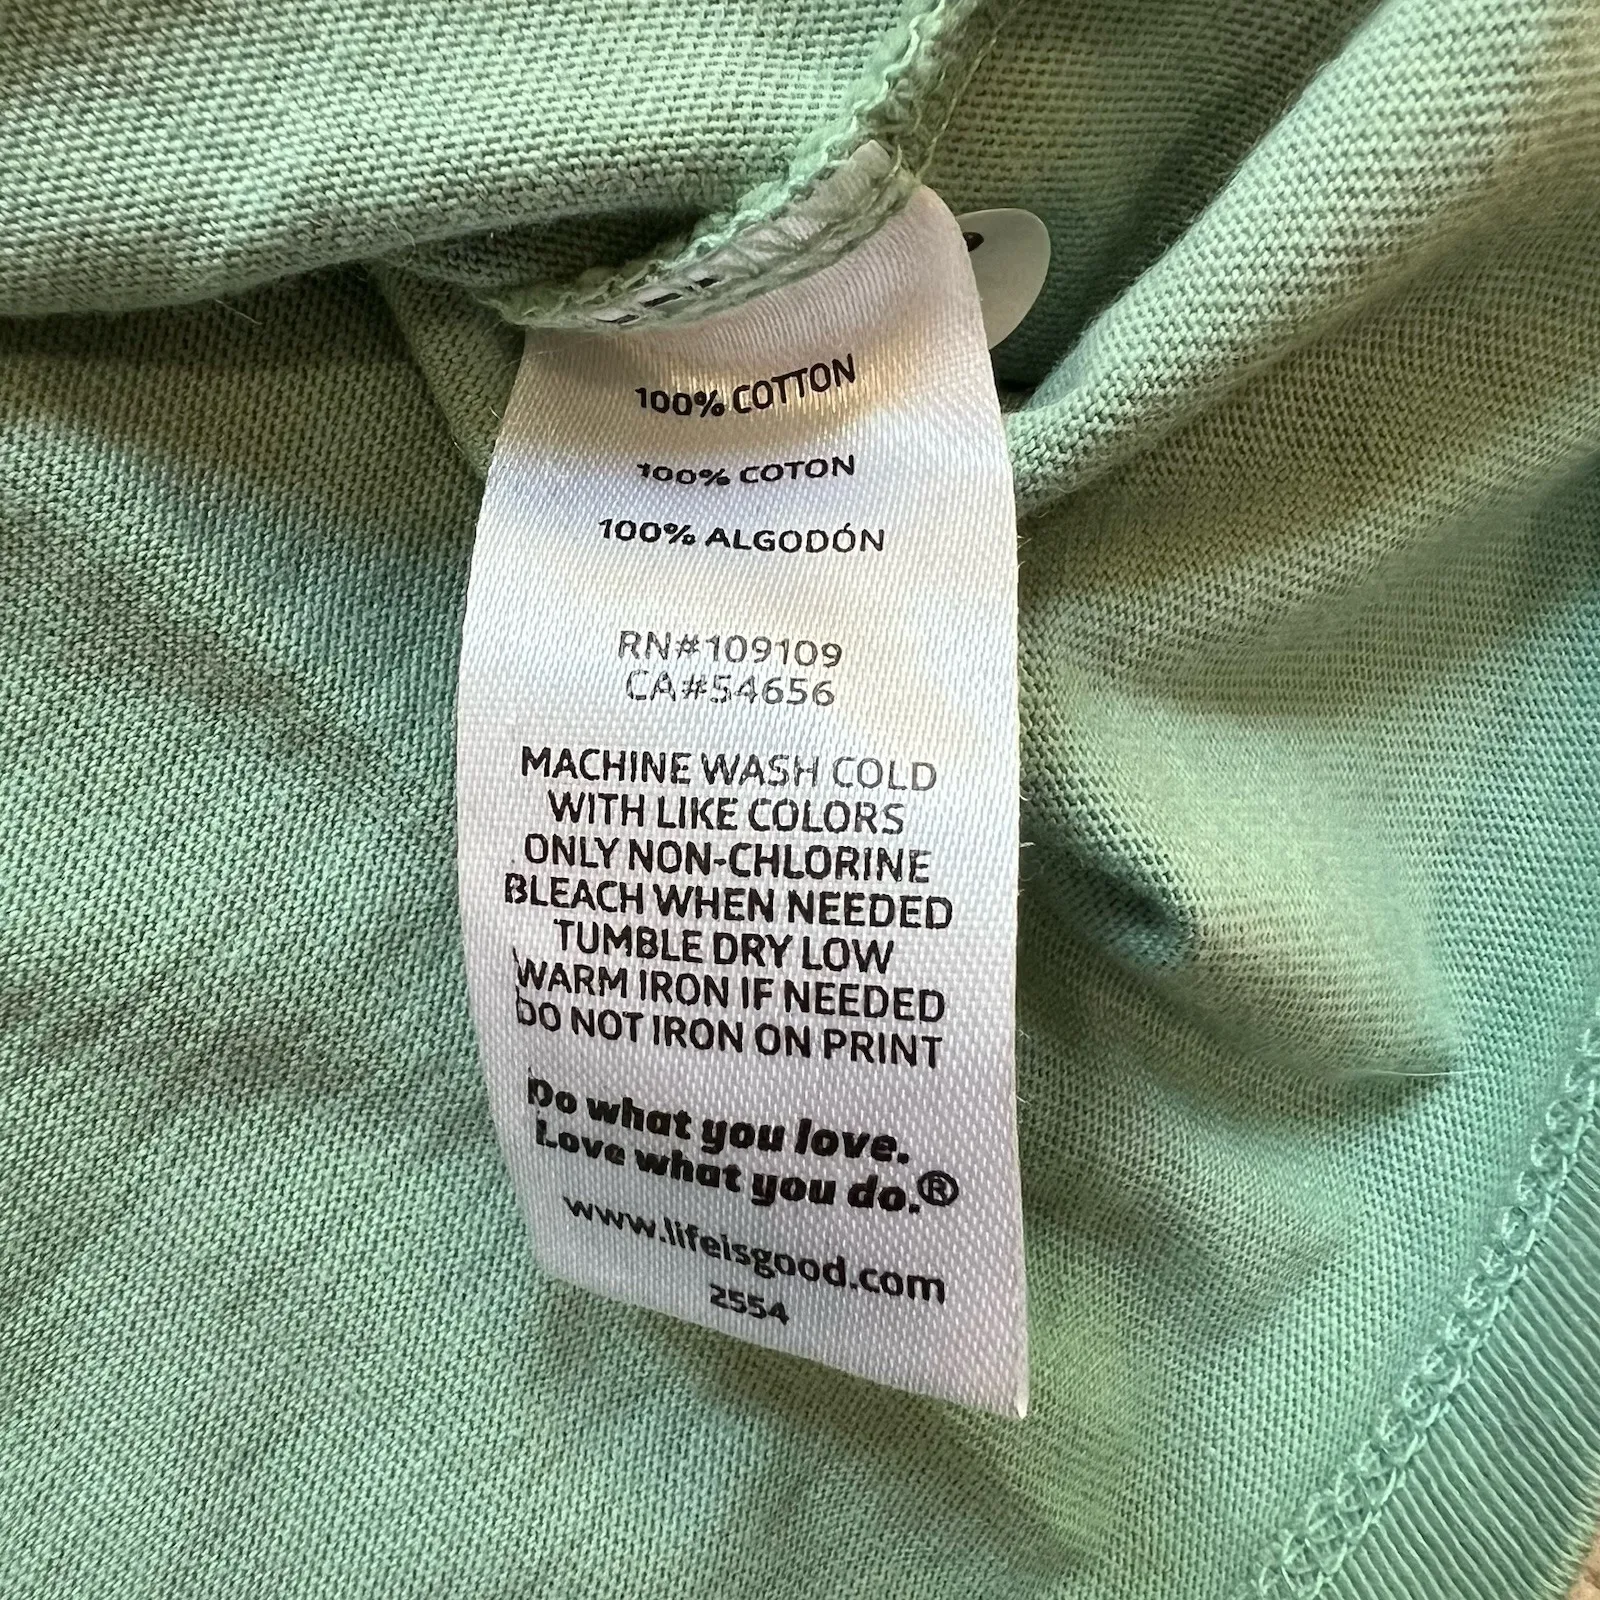 100% COTTON
100% COTON
100% ALGODÓN
RN#109109
CA#54656
MACHINE WASH COLD
WITH LIKE COLORS
ONLY NON-CHLORINE
BLEACH WHEN NEEDED
TUMBLE DRY LOW
WARM IRON IF NEEDED
DO NOT IRON ON PRINT
Do what you love.
Love what you do.®
www.lifeisgood.com
2554